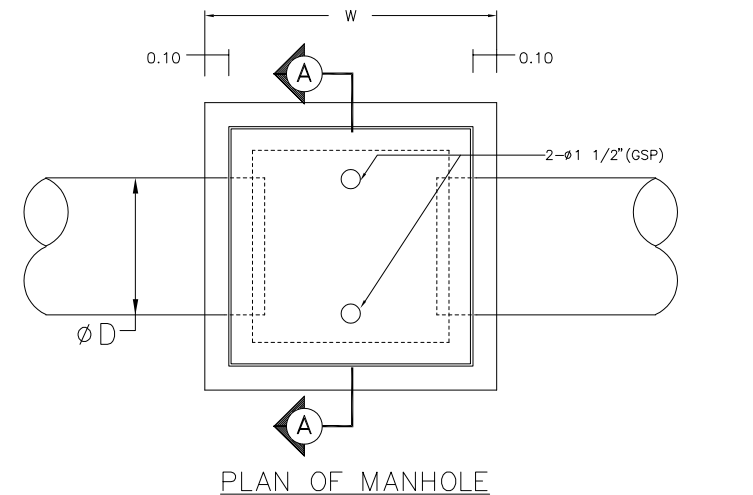 W
0.10
0.10
A
2-ø1 1/2"(GSP)
øD
A
PLAN OF MANHOLE